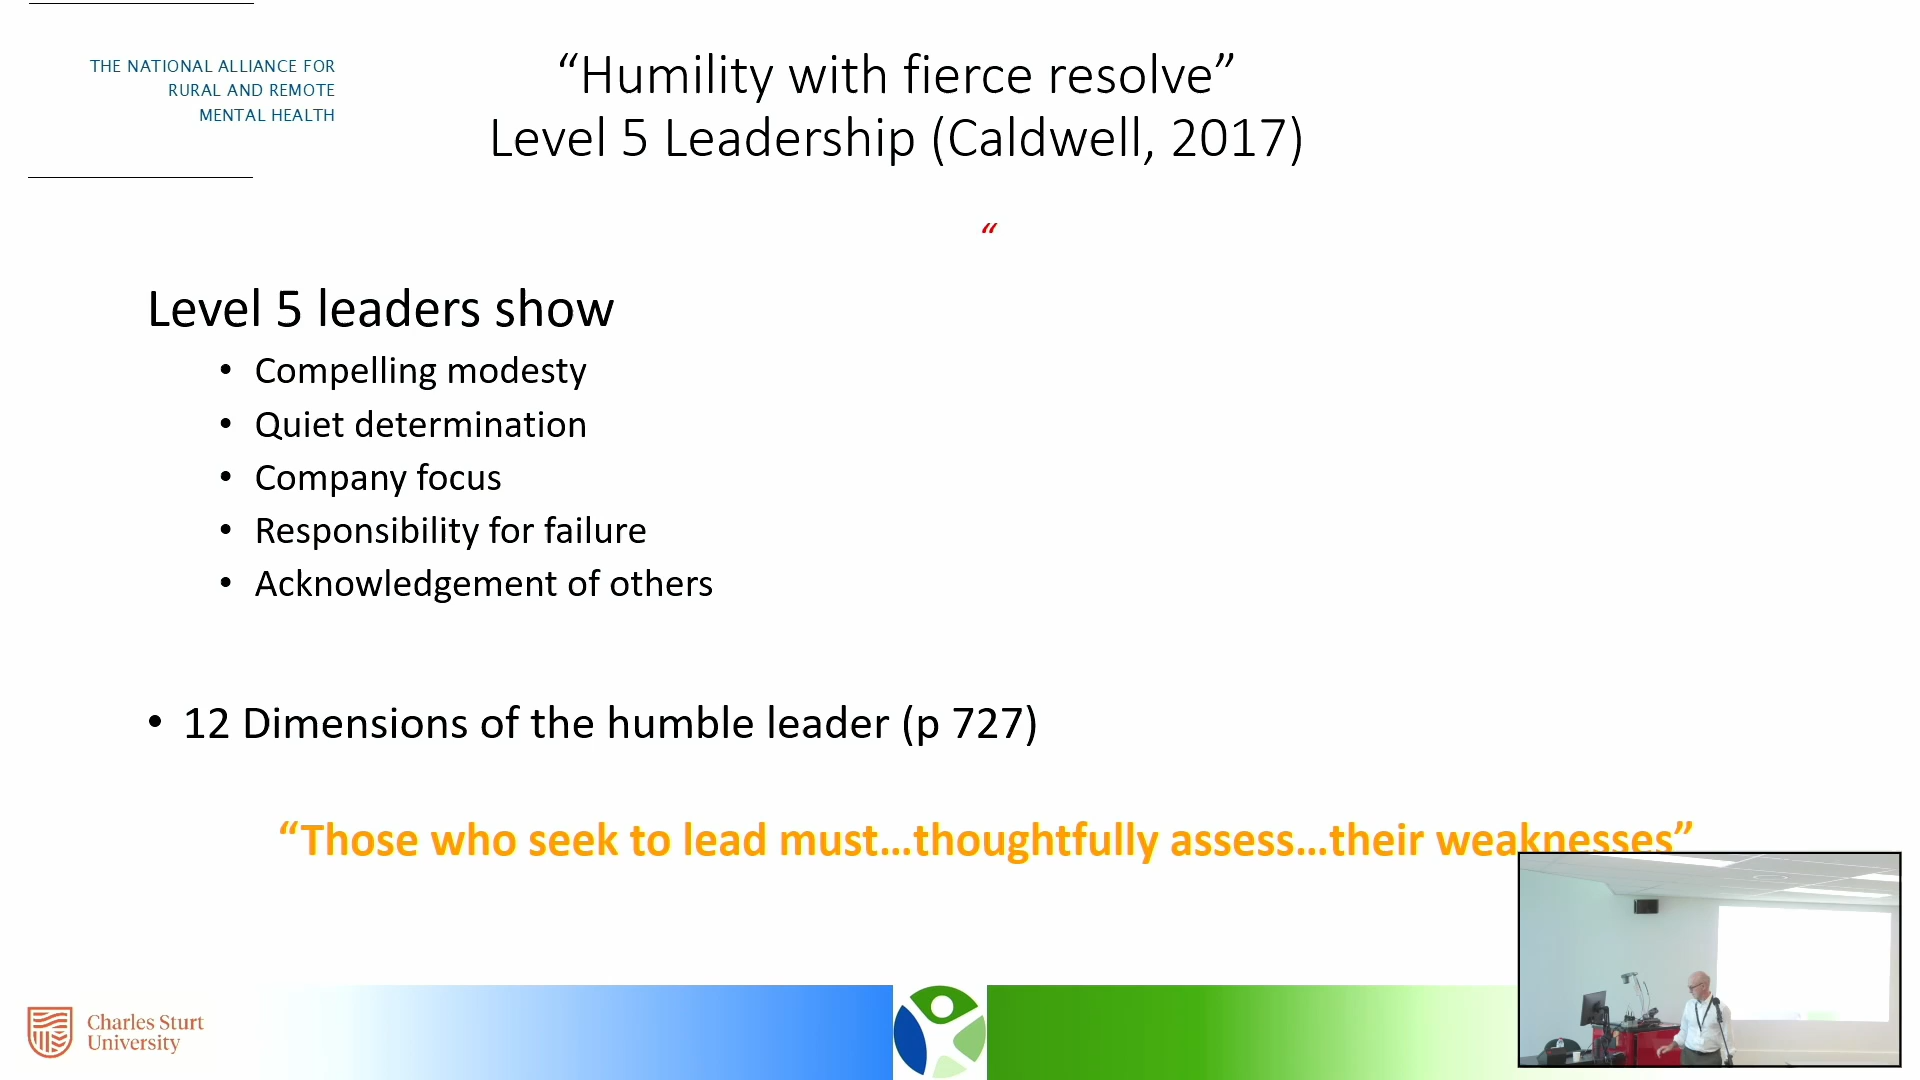 THE NATIONAL ALLIANCE FOR
RURAL AND REMOTE
MENTAL HEALTH
“Humility with fierce resolve”
Level 5 Leadership (Caldwell, 2017)
“
Level 5 leaders show
• Compelling modesty
• Quiet determination
• Company focus
• Responsibility for failure
• Acknowledgement of others
• 12 Dimensions of the humble leader (p 727)
“Those who seek to lead must…thoughtfully assess…their weaknesses”
Charles Sturt
University